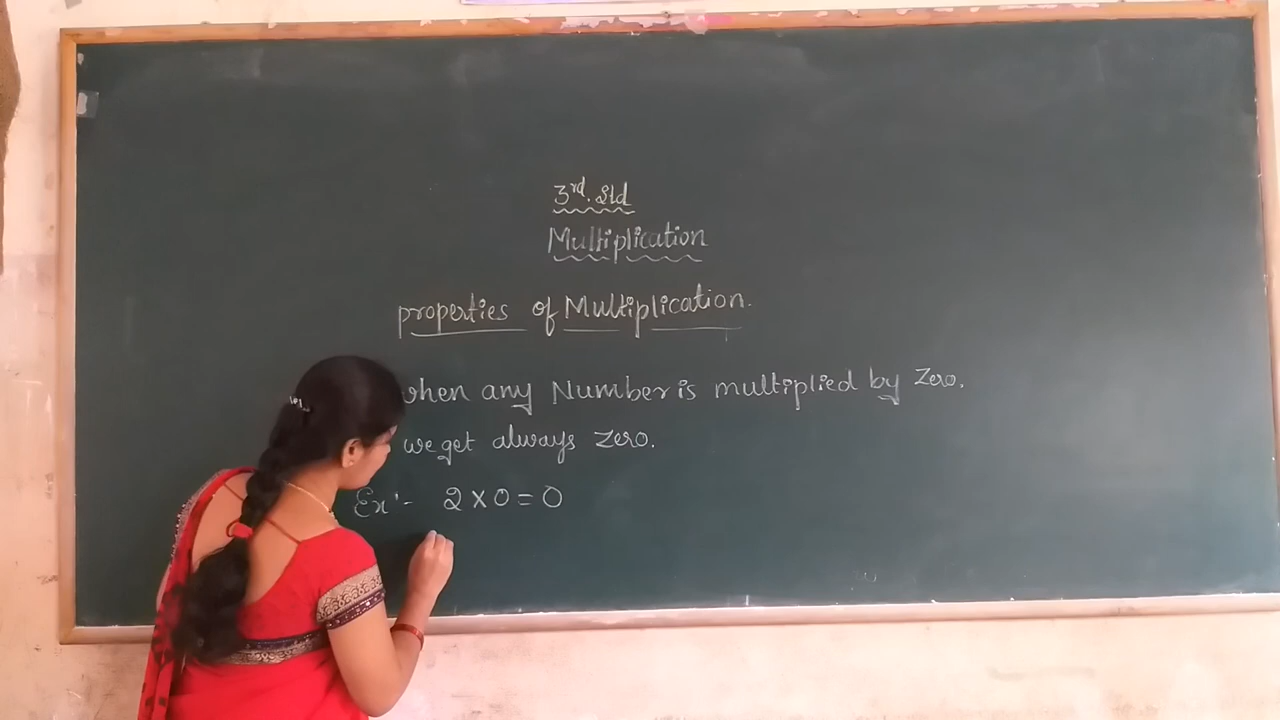 3rd. Std
Multiplication
properties of Multiplication.
when any Number is multiplied by Zero.
we get always Zero.
Ex:- 2 x 0 = 0